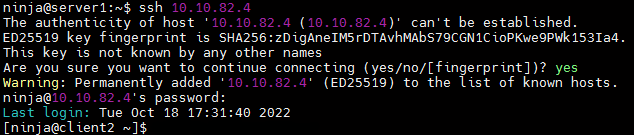 ninja@server1:~$ ssh 10.10.82.4
The authenticity of host '10.10.82.4 (10.10.82.4)' can't be established.
ED25519 key fingerprint is SHA256:zDigAneIM5rDTAvhMAbS79CGN1CioPKwe9PWk153Ia4.
This key is not known by any other names
Are you sure you want to continue connecting (yes/no/[fingerprint])? yes
Warning: Permanently added '10.10.82.4' (ED25519) to the list of known hosts.
ninja@10.10.82.4's password:
Last login: Tue Oct 18 17:31:40 2022
[ninja@client2 ~]$